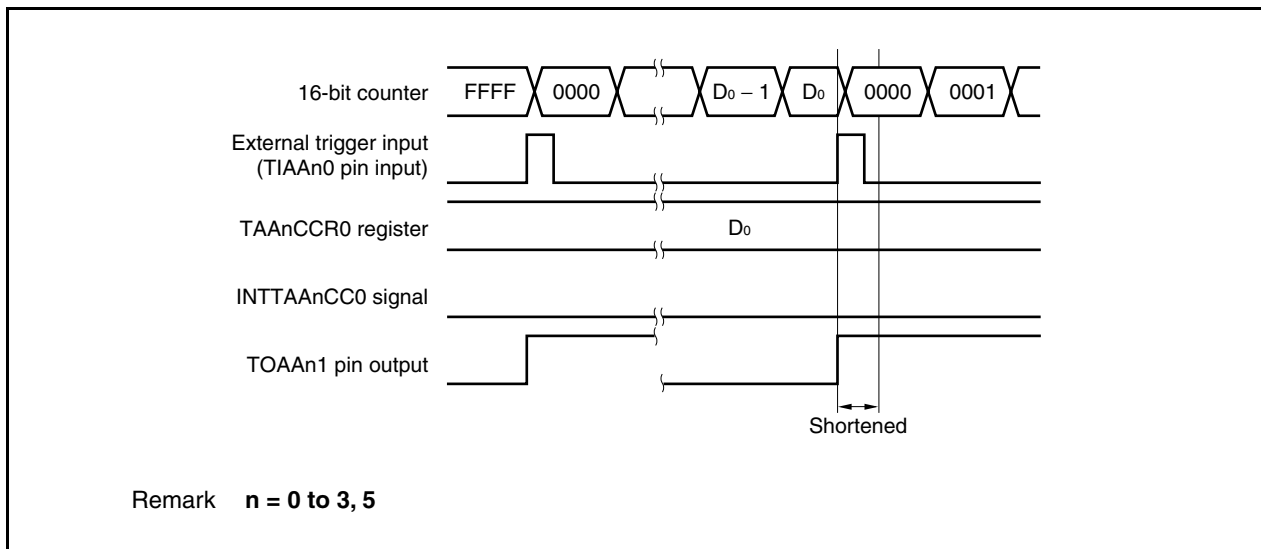 16-bit counter FFFF 0000 D₀ − 1 D₀ 0000 0001
External trigger input
(TIAAn0 pin input)
TAAnCCR0 register D₀
INTTAAnCC0 signal
TOAAn1 pin output
Shortened
Remark n = 0 to 3, 5